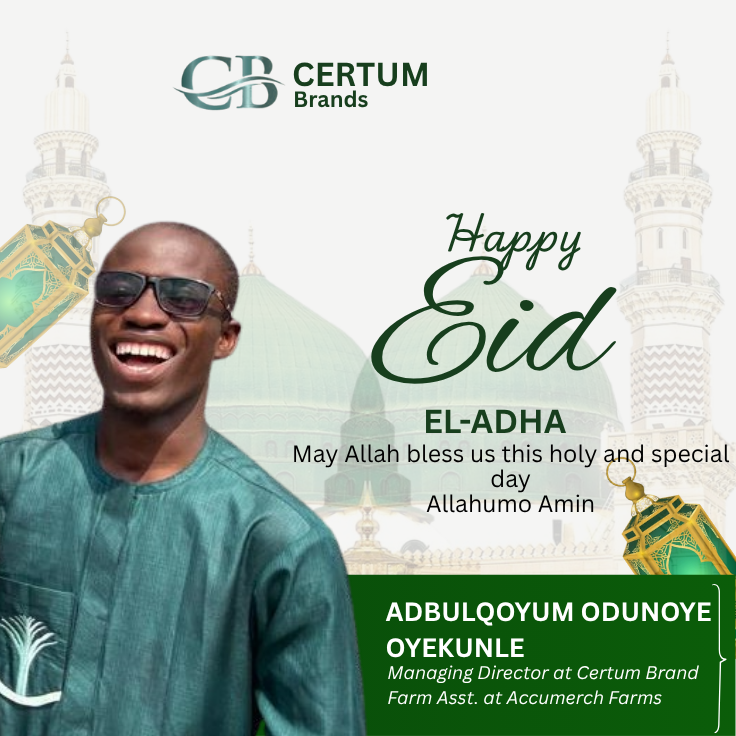 CB CERTUM
Brands
Happy
Eid
EL-ADHA
May Allah bless us this holy and special
day
Allahumo Amin
ADBULQOYUM ODUNOYE
OYEKUNLE
Managing Director at Certum Brand
Farm Asst. at Accumerch Farms